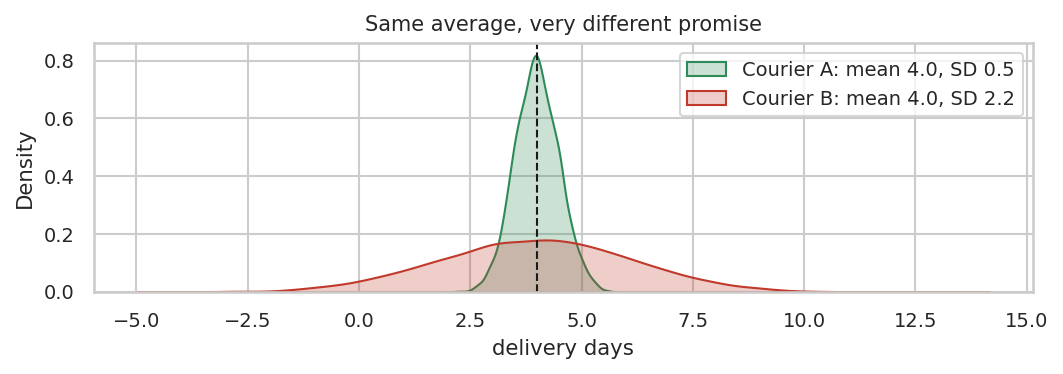 Same average, very different promise
Courier A: mean 4.0, SD 0.5
Courier B: mean 4.0, SD 2.2
Density
0.8
0.6
0.4
0.2
0.0
−5.0 −2.5 0.0 2.5 5.0 7.5 10.0 12.5 15.0
delivery days